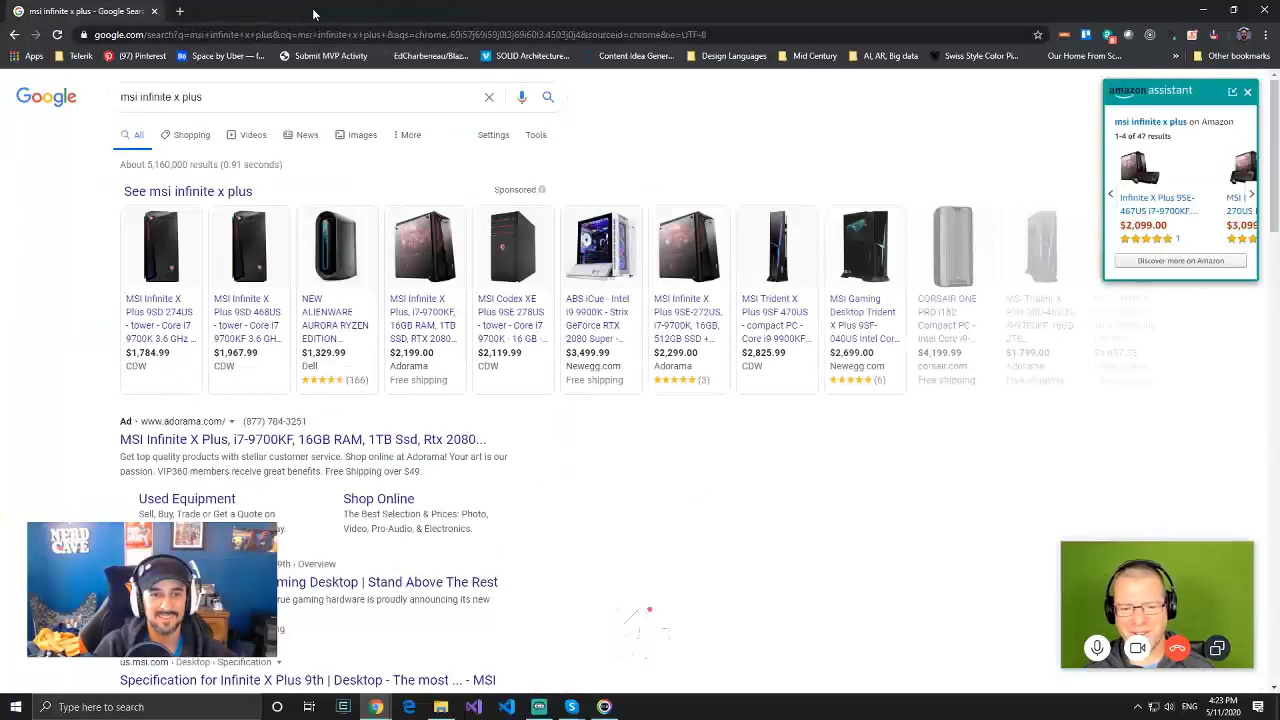 msi infinite x plus - Google Sear
google.com/search?q=msi+infinite+x+plus&oq=msi+infinite+x+plus+&aqs=chrome..69i57j69i59l2j0j69i60l3.4503j0j4&sourceid=chrome&ie=UTF-8
Apps
Telerik
(97) Pinterest
Space by Uber — f...
Submit MVP Activiti...
EdCharbeneau/Blaz...
SOLID Architecture...
Content Idea Gener...
Design Languages
Mid Century
AI, AR, Big data
Sky Custom Style Pi...
Our Home From Sc...
»
Other bookmarks
Google
msi infinite x plus
All
Shopping
Videos
News
Images
More
Settings
Tools
About 5,160,000 results (0.91 seconds)
See msi infinite x plus
Sponsored
MSI Infinite X
Plus 9SD 274US
- tower - Core i7
9700K 3.6 GHz ...
$1,784.99
CDW
MSI Infinite X
Plus 9SD 468US
- tower - Core i7
9700KF 3.6 GH...
$1,967.99
CDW
NEW
ALIENWARE
AURORA RYZEN
EDITION...
$1,329.99
Dell
(166)
MSI Infinite X
Plus, i7-9700KF,
16GB RAM, 1TB
SSD, RTX 2080...
$2,199.00
Adorama
Free shipping
MSI Codex XE
Plus 9SE 278US
- tower - Core i7
9700K - 16 GB -...
$2,119.99
CDW
ABS iCue - Intel
i9 9900K - Strix
GeForce RTX
2080 Super -...
$3,499.99
Newegg.com
Free shipping
MSI Infinite X
Plus 9SE-272US,
i7-9700K, 16GB,
512GB SSD +...
$2,299.00
Adorama
(3)
MSI Trident X
Plus 9SF 470US
- compact PC -
Core i9 9900KF...
$2,825.99
CDW
MSI Gaming
Desktop Trident
X Plus 9SF-
040US Intel Cor...
$2,699.00
Newegg.com
(6)
CORSAIR ONE
PRO i182
Compact PC -
Intel Core i9-...
$4,199.99
corsair.com
Free shipping
MSI Trident X
$1,799.00
Adorama
Free shipping
amazon assistant
msi infinite x plus on Amazon
1-4 of 47 results
Infinite X Plus 9SE-
467US i7-9700KF...
$2,099.00
1
MSI I
270US
$3,099
Discover more on Amazon
Ad · www.adorama.com/
(877) 784-3251
MSI Infinite X Plus, i7-9700KF, 16GB RAM, 1TB Ssd, Rtx 2080...
Get top quality products with stellar customer service. Shop online at Adorama! Your art is our
passion. VIP360 members receive great benefits. Free Shipping over $49.
Used Equipment
Sell, Buy, Trade or Get a Quote on
ay.
Shop Online
The Best Selection & Prices: Photo,
Video, Pro-Audio, & Electronics.
9th › Overview
ming Desktop | Stand Above The Rest
rue gaming hardware is proudly announcing its new
ng
us.msi.com › Desktop › Specification
Specification for Infinite X Plus 9th | Desktop - The most ... - MSI
NERD
CAVE
Type here to search
ENG
4:23 PM
5/11/2020